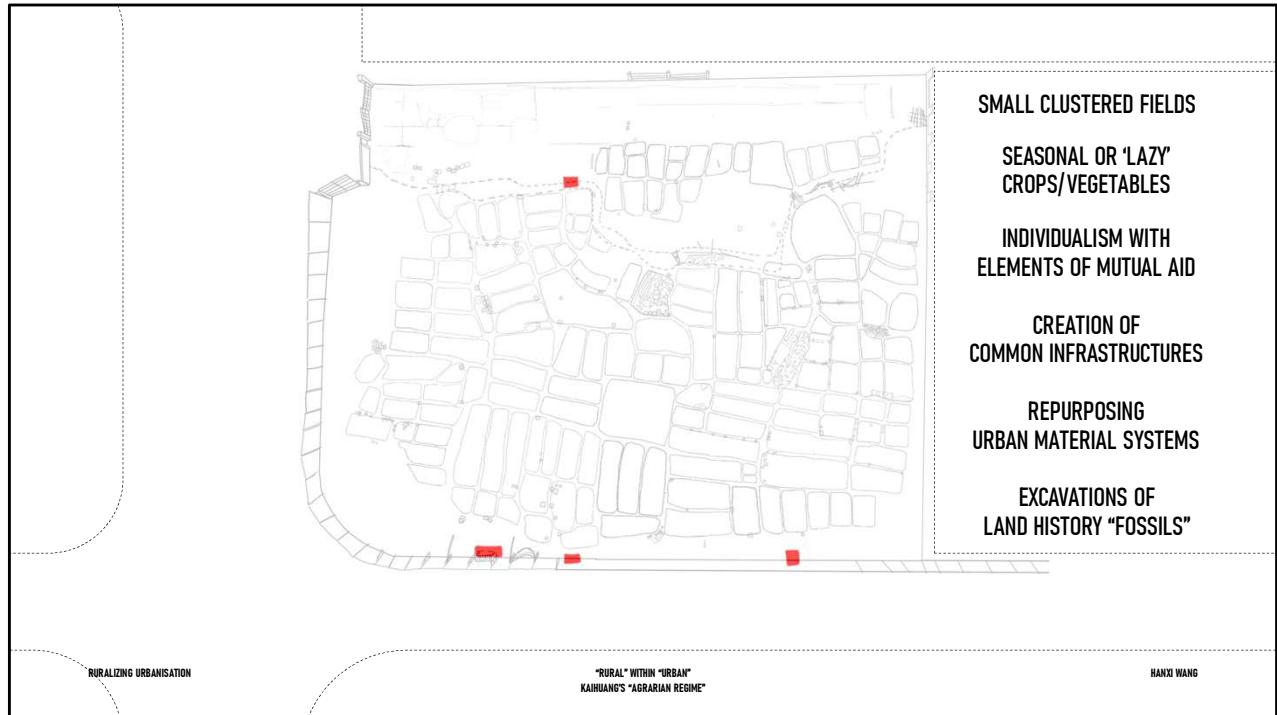 SMALL CLUSTERED FIELDS
SEASONAL OR ‘LAZY’
CROPS/VEGETABLES
INDIVIDUALISM WITH
ELEMENTS OF MUTUAL AID
CREATION OF
COMMON INFRASTRUCTURES
REPURPOSING
URBAN MATERIAL SYSTEMS
EXCAVATIONS OF
LAND HISTORY “FOSSILS”
RURALIZING URBANISATION
“RURAL” WITHIN “URBAN”
KAIHUANG’S “AGRARIAN REGIME”
HANXI WANG